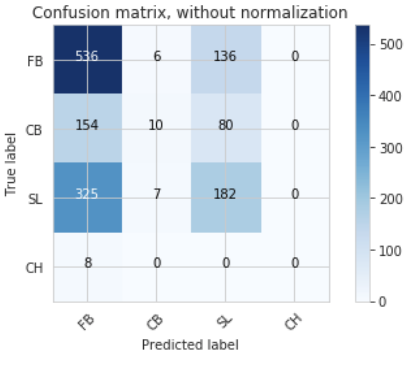 Confusion matrix, without normalization
FB 536 6 136 0
CB 154 10 80 0
SL 325 7 182 0
CH 8 0 0 0
FB CB SL CH
True label
Predicted label
500
400
300
200
100
0